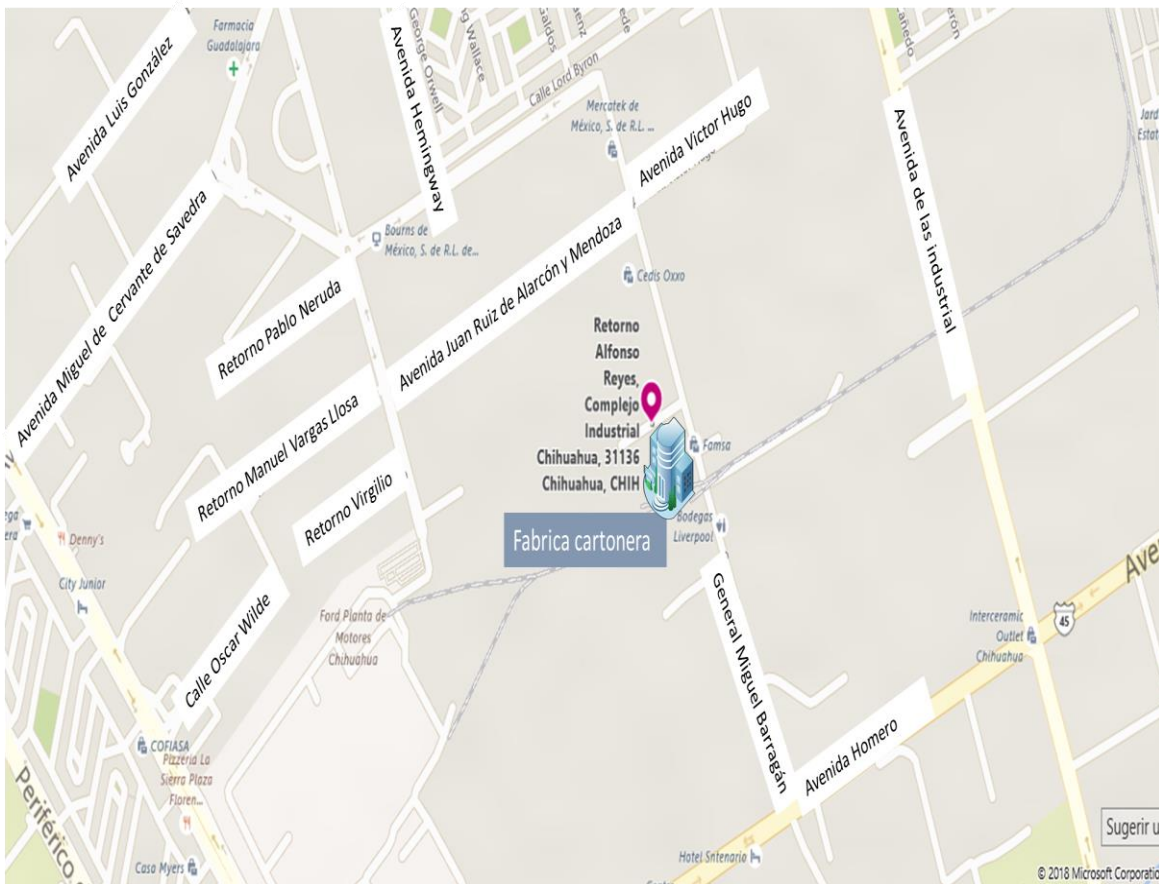 Farmacia
Guadalajara
Avenida Luis González
Avenida Hemingway
George Orwell
Wallace
Galdos
Calle Lord Byron
Mercatek de
México, S. de R.L. ...
Avenida Victor Hugo
Avenida de las industrial
Avenida Miguel de Cervante de Savedra
Bourns de
México, S. de R.L. de...
Retorno Pablo Neruda
Avenida Juan Ruiz de Alarcón y Mendoza
Cedis Oxxo
Retorno
Alfonso
Reyes,
Complejo
Industrial
Chihuahua, 31136
Chihuahua, CHIH
Famsa
Retorno Manuel Vargas Llosa
Retorno Virgilio
Fabrica cartonera
Bodegas
Liverpool
Denny's
City Junior
Calle Oscar Wilde
Ford Planta de
Motores
Chihuahua
General Miguel Barragán
Interceramic
Outlet
Chihuahua
45
Avenida Homero
COFIASA
Pizzeria La
Sierra Plaza
Floren...
Periférico
Casa Myers
Hotel Sntenario
Sugerir u
© 2018 Microsoft Corporatio